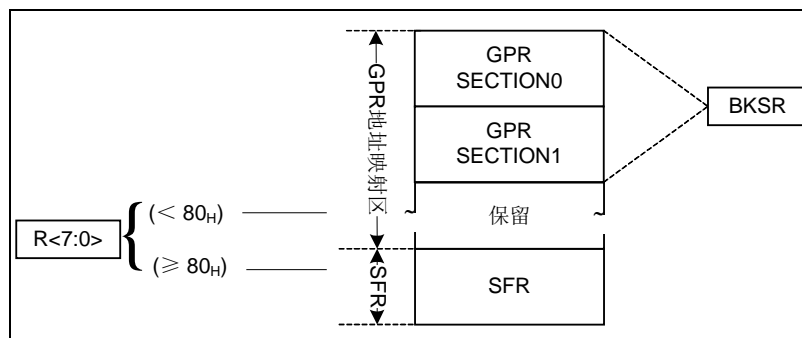 GPR
SECTION0
GPR
SECTION1
BKSR
GPR地址映射区
(< 80H)
保留
~
~
R<7:0>
{
(≥ 80H)
SFR
SFR